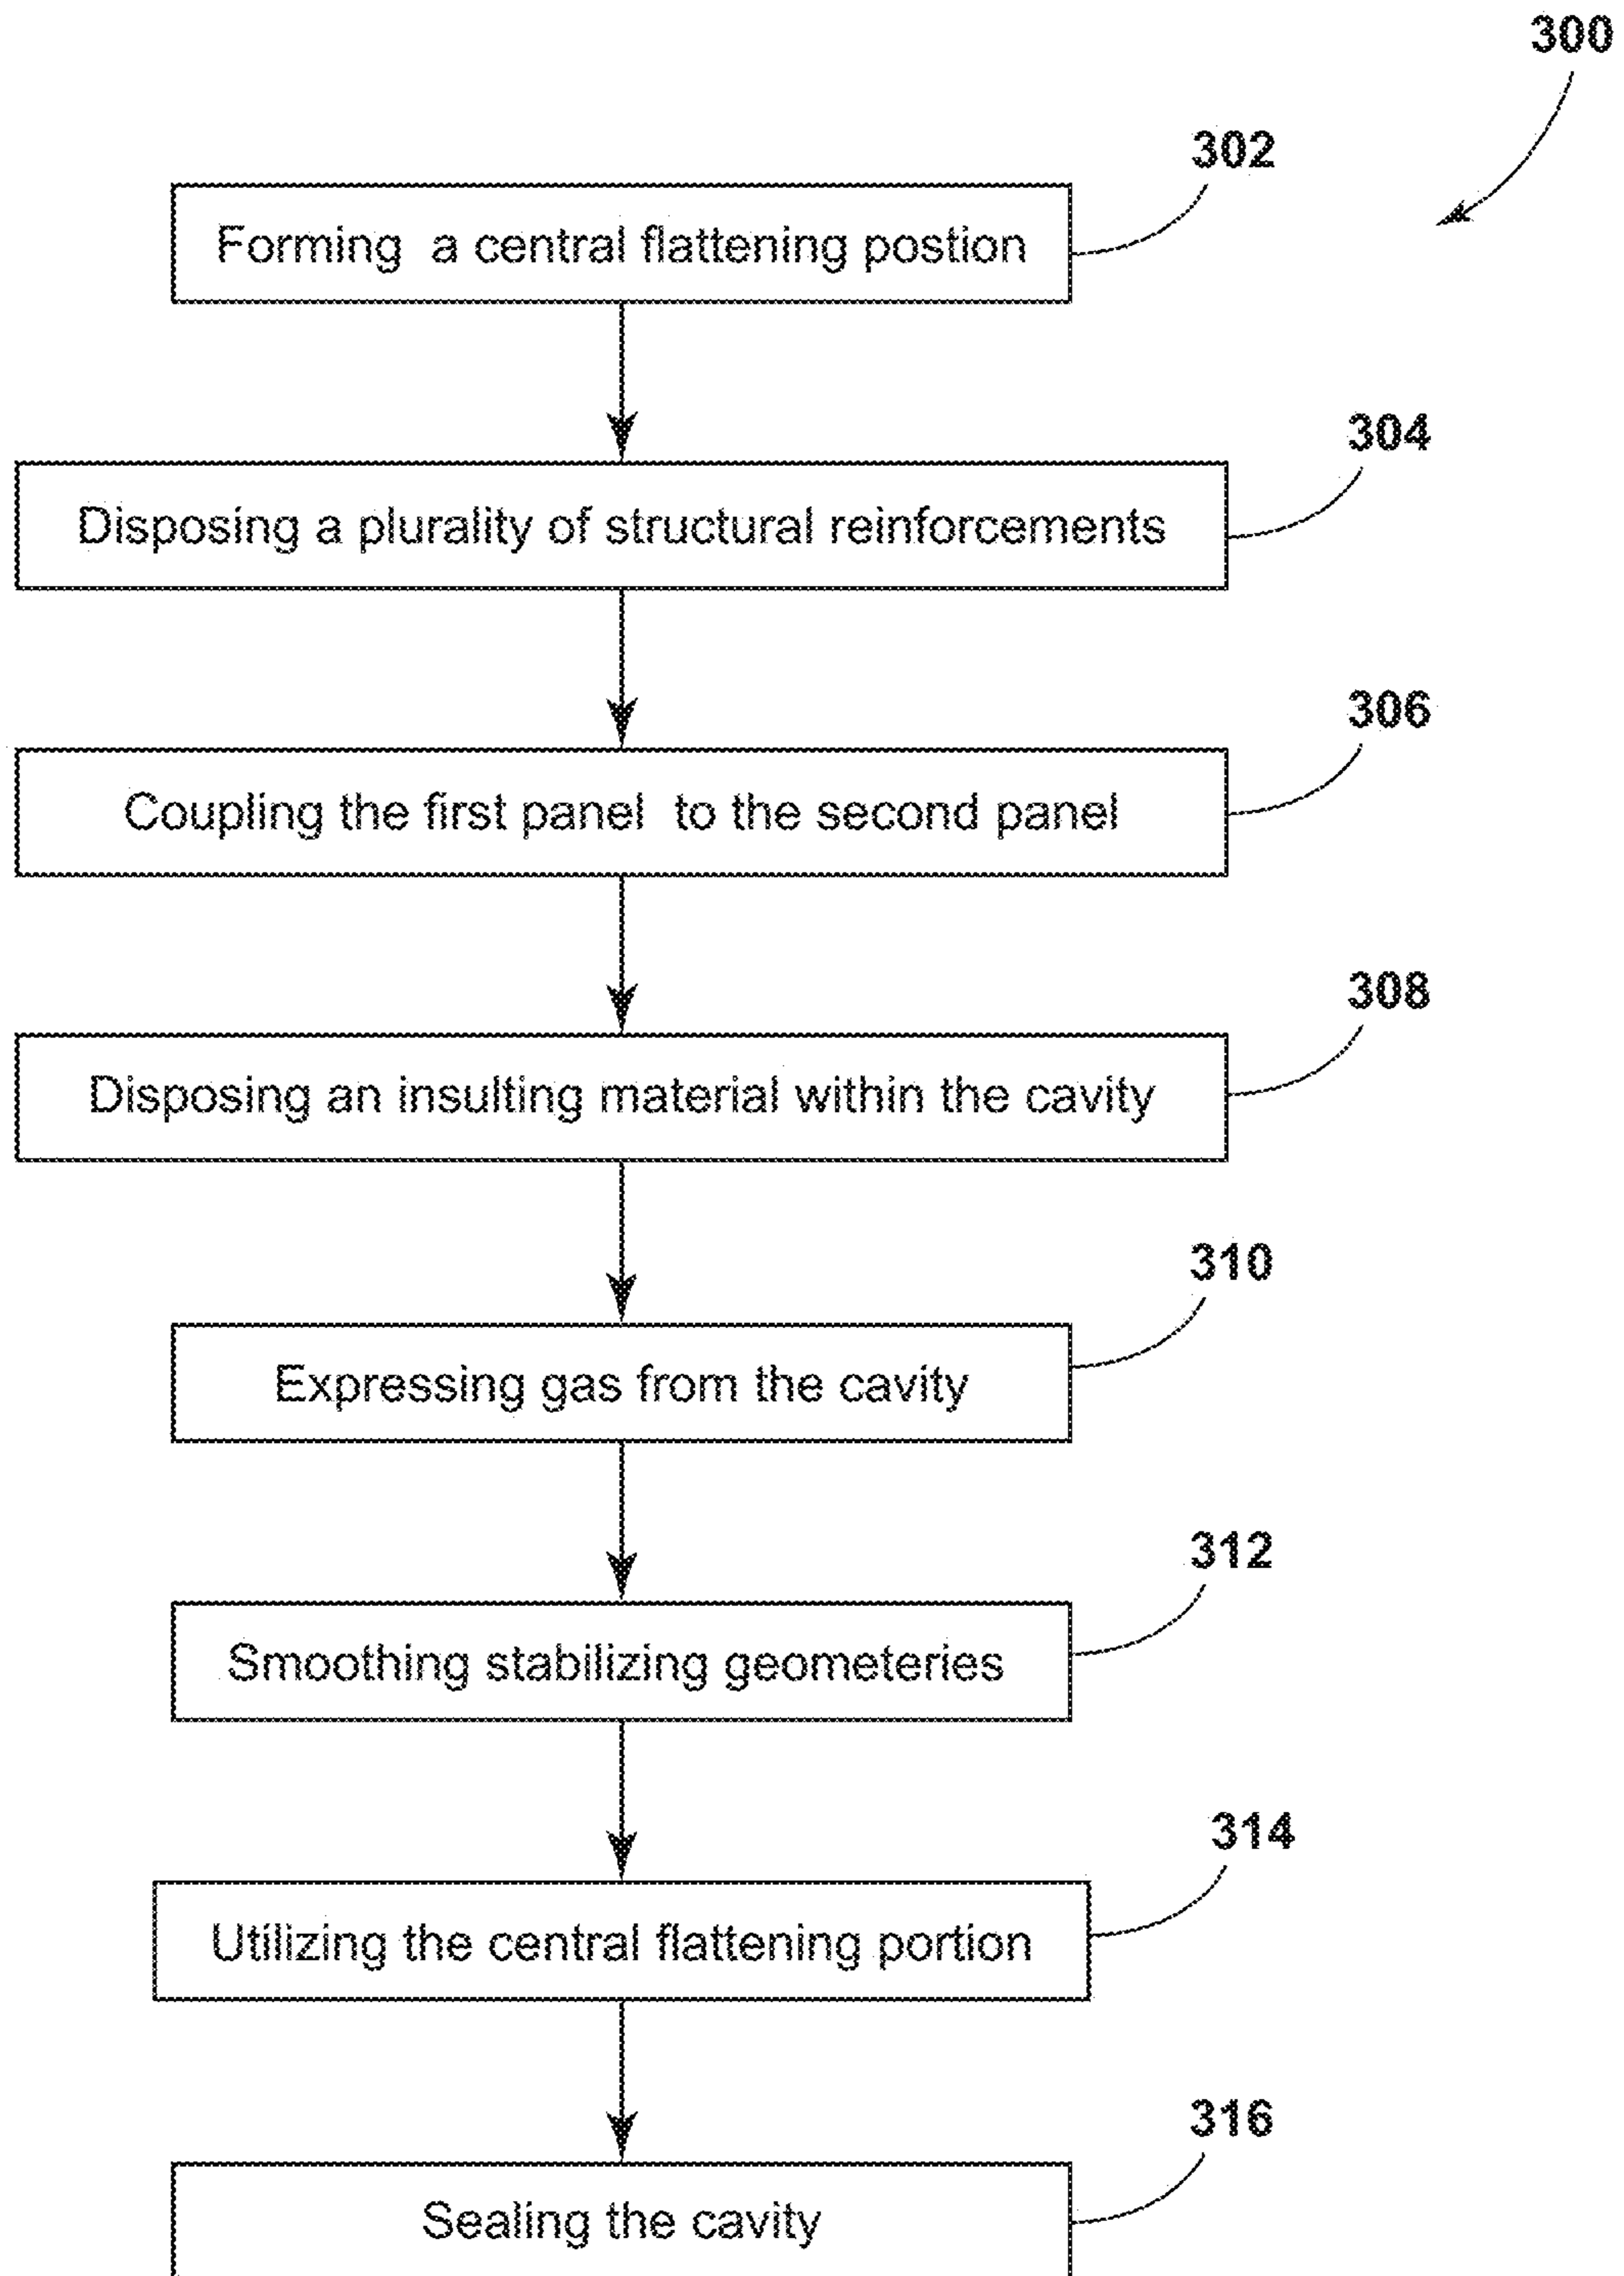 300
302
Forming a central flattening postion
304
Disposing a plurality of structural reinforcements
306
Coupling the first panel to the second panel
308
Disposing an insulting material within the cavity
310
Expressing gas from the cavity
312
Smoothing stabilizing geometeries
314
Utilizing the central flattening portion
316
Sealing the cavity